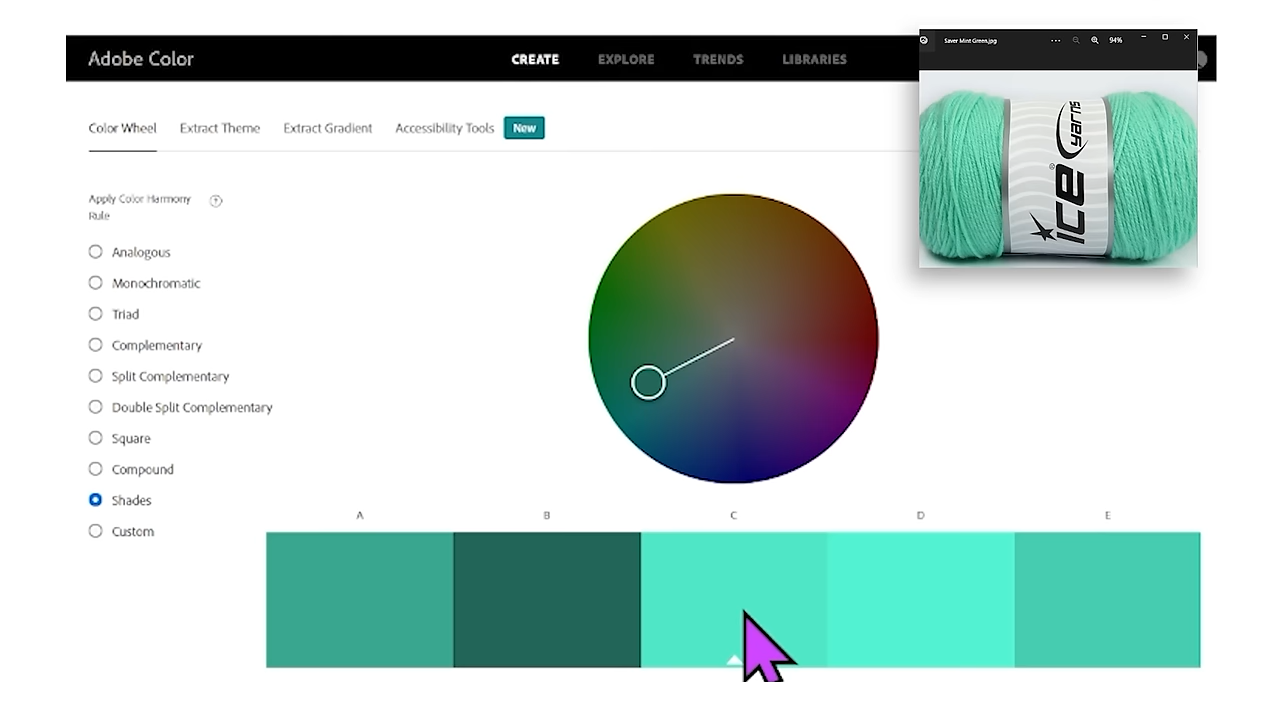 Adobe Color
CREATE EXPLORE TRENDS LIBRARIES
Saver Mint Green.jpg
94%
Color Wheel Extract Theme Extract Gradient Accessibility Tools New
ICE yarns
Apply Color Harmony
Rule
Analogous
Monochromatic
Triad
Complementary
Split Complementary
Double Split Complementary
Square
Compound
Shades
Custom
A B C D E